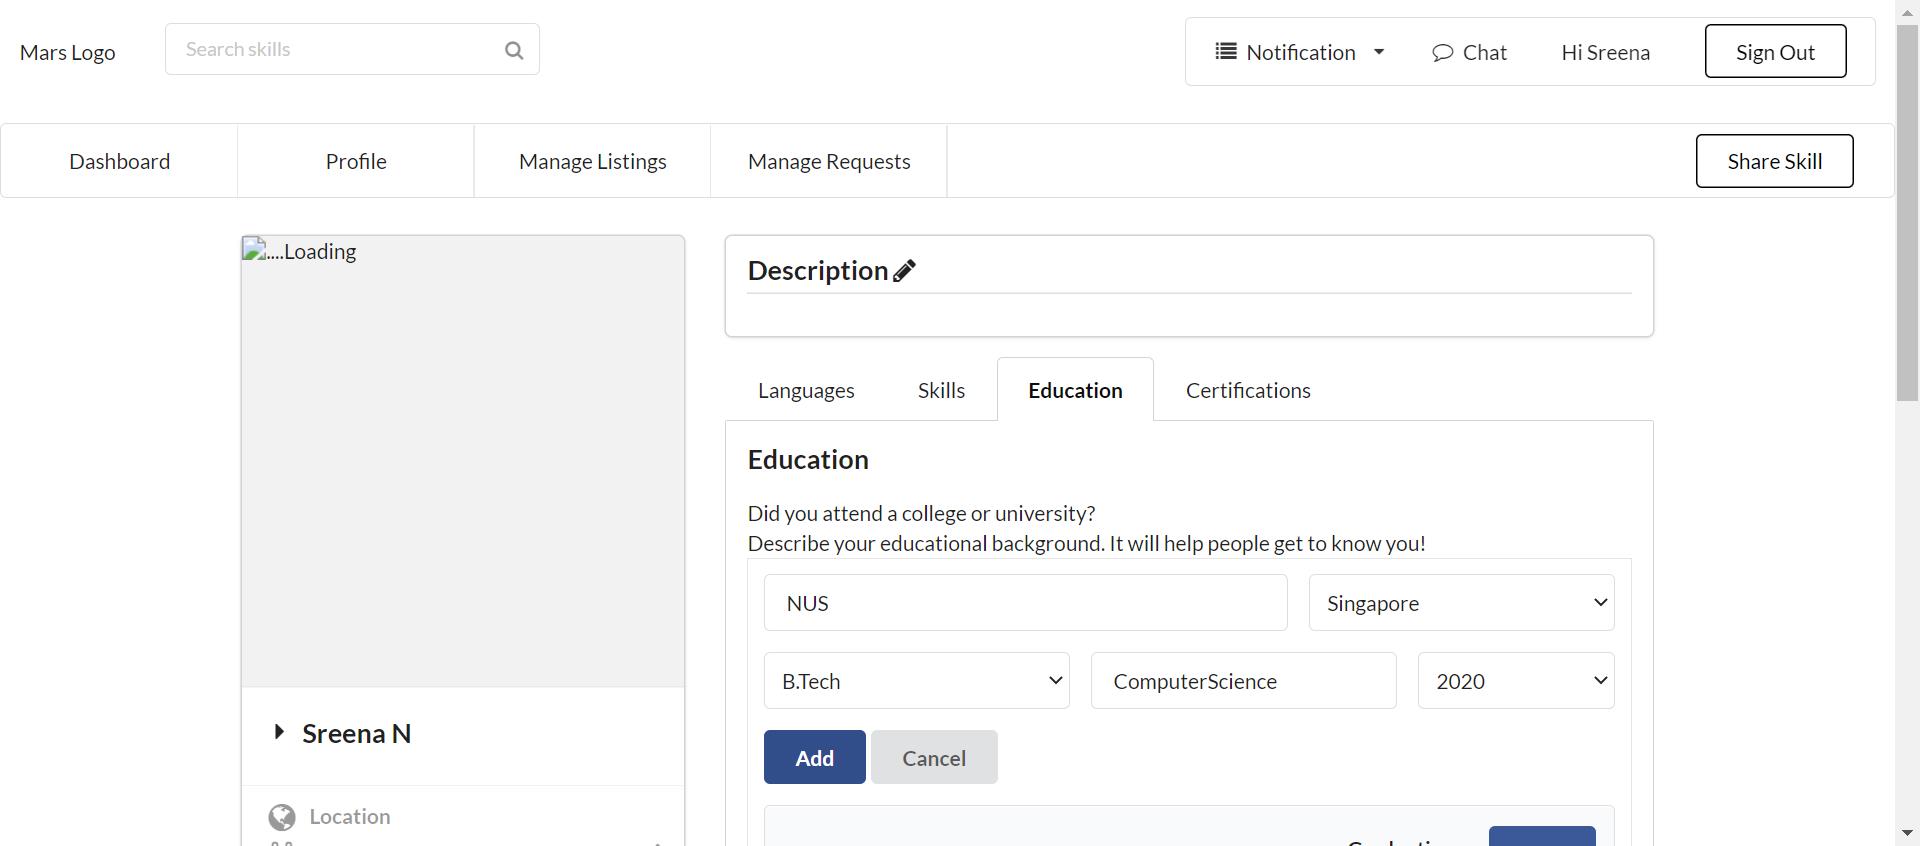 Mars Logo
Search skills
Notification
Chat
Hi Sreena
Sign Out
Dashboard
Profile
Manage Listings
Manage Requests
Share Skill
....Loading
Sreena N
Location
Description
Languages
Skills
Education
Certifications
Education
Did you attend a college or university?
Describe your educational background. It will help people get to know you!
NUS
Singapore
B.Tech
ComputerScience
2020
Add
Cancel